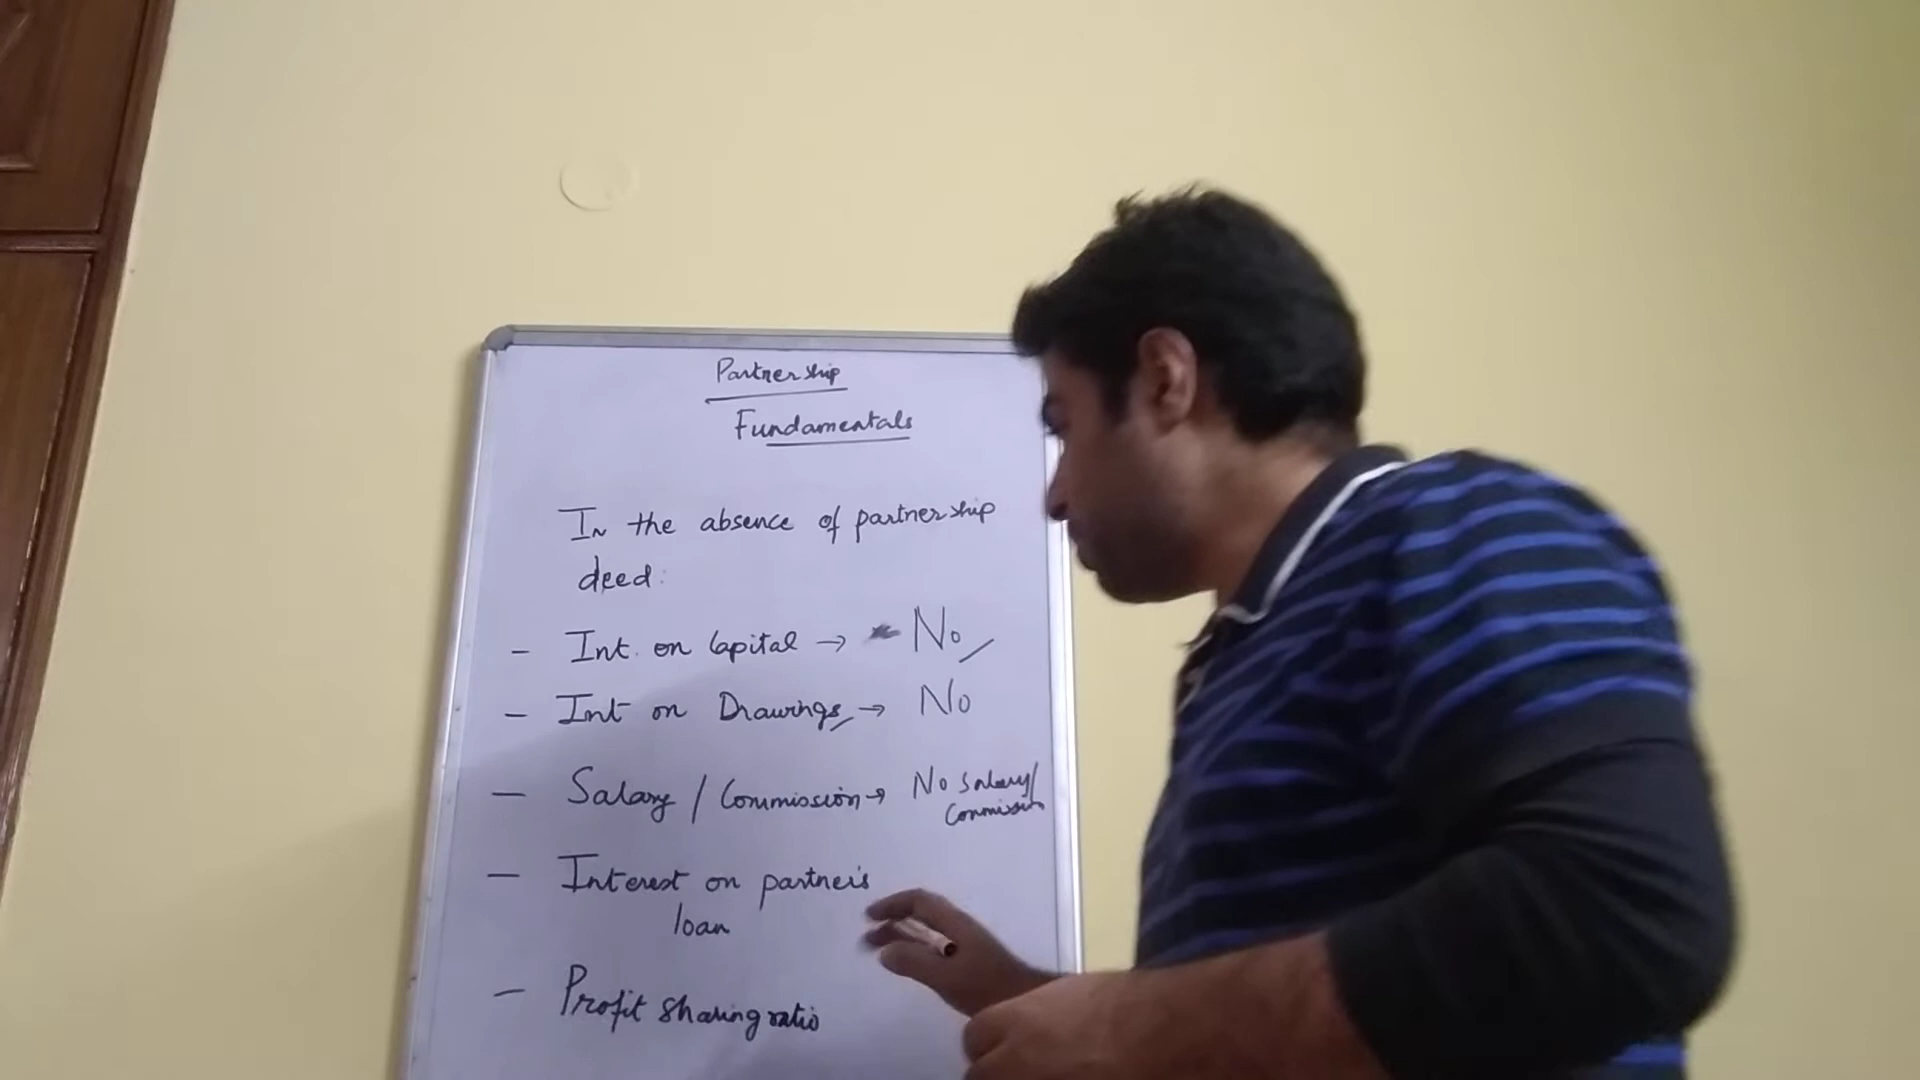 Partnership
Fundamentals
In the absence of partnership
deed:
- Int. on Capital → No
- Int on Drawings → No
- Salary / Commission → No Salary/
Commission
- Interest on partner's
loan
- Profit sharing ratio